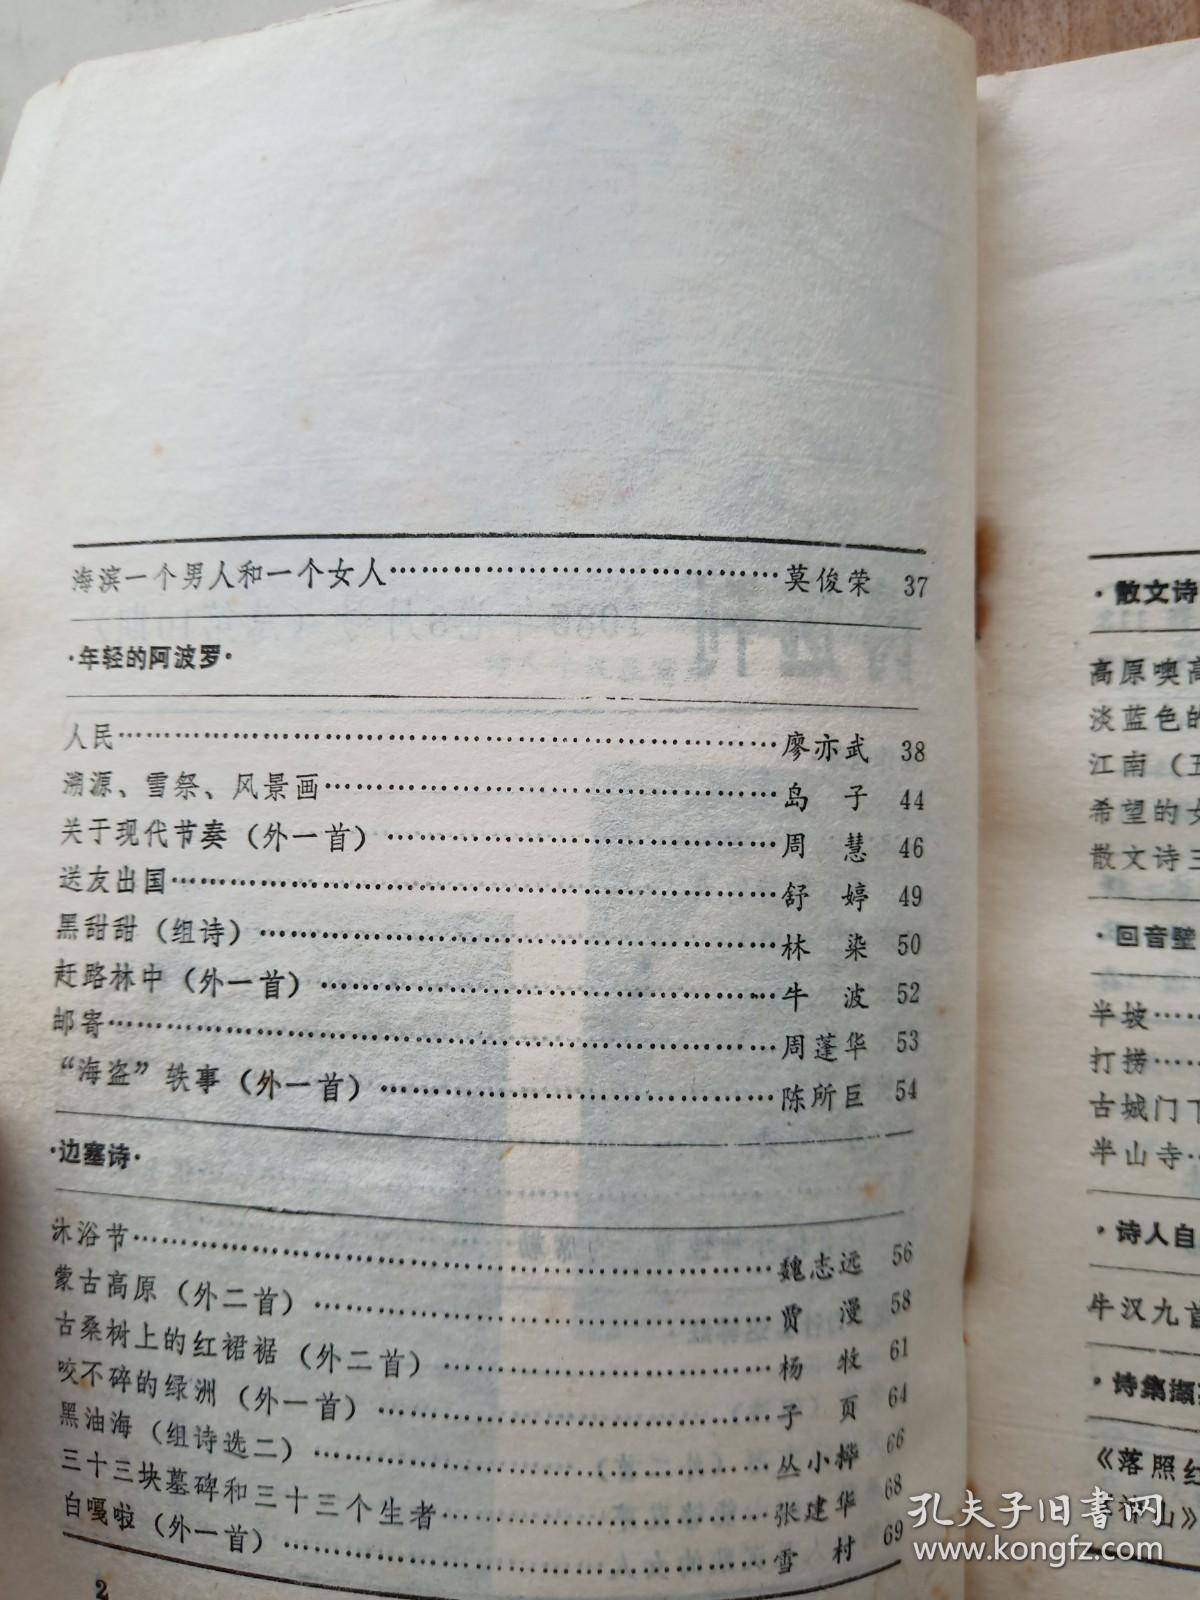 海滨一个男人和一个女人……………………………莫俊荣 37
·年轻的阿波罗·
人民……………………………廖亦武 38
溯源、雪祭、风景画……………………………岛 子 44
关于现代节奏（外一首）……………………………周 慧 46
送友出国……………………………舒 婷 49
黑甜甜（组诗）……………………………林 染 50
赶路林中（外一首）……………………………牛 波 52
邮寄……………………………周蓬华 53
“海盗”轶事（外一首）……………………………陈所巨 54
·边塞诗·
沐浴节……………………………魏志远 56
蒙古高原（外二首）……………………………贾 漫 58
古桑树上的红裙裾（外二首）……………………………杨 牧 61
咬不碎的绿洲（外一首）……………………………子 页 64
黑油海（组诗选二）……………………………丛小桦 66
三十三块墓碑和三十三个生者……………………………张建华 68
白嘎啦（外一首）……………………………雪 村 69
2
·散文诗
高原噢高
淡蓝色的
江南（五
希望的女
散文诗三
·回音壁
半坡……
打捞……
古城门下
半山寺…
·诗人自
牛汉九首
·诗集撷
《落照红
山》
孔夫子旧书网
www.kongfz.com